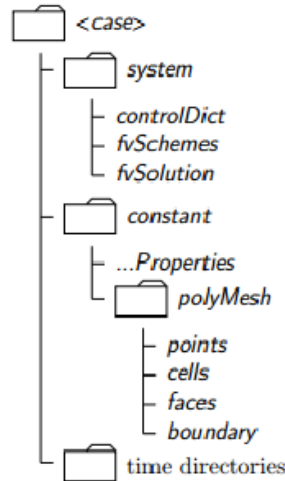 <case>
system
controlDict
fvSchemes
fvSolution
constant
...Properties
polyMesh
points
cells
faces
boundary
time directories